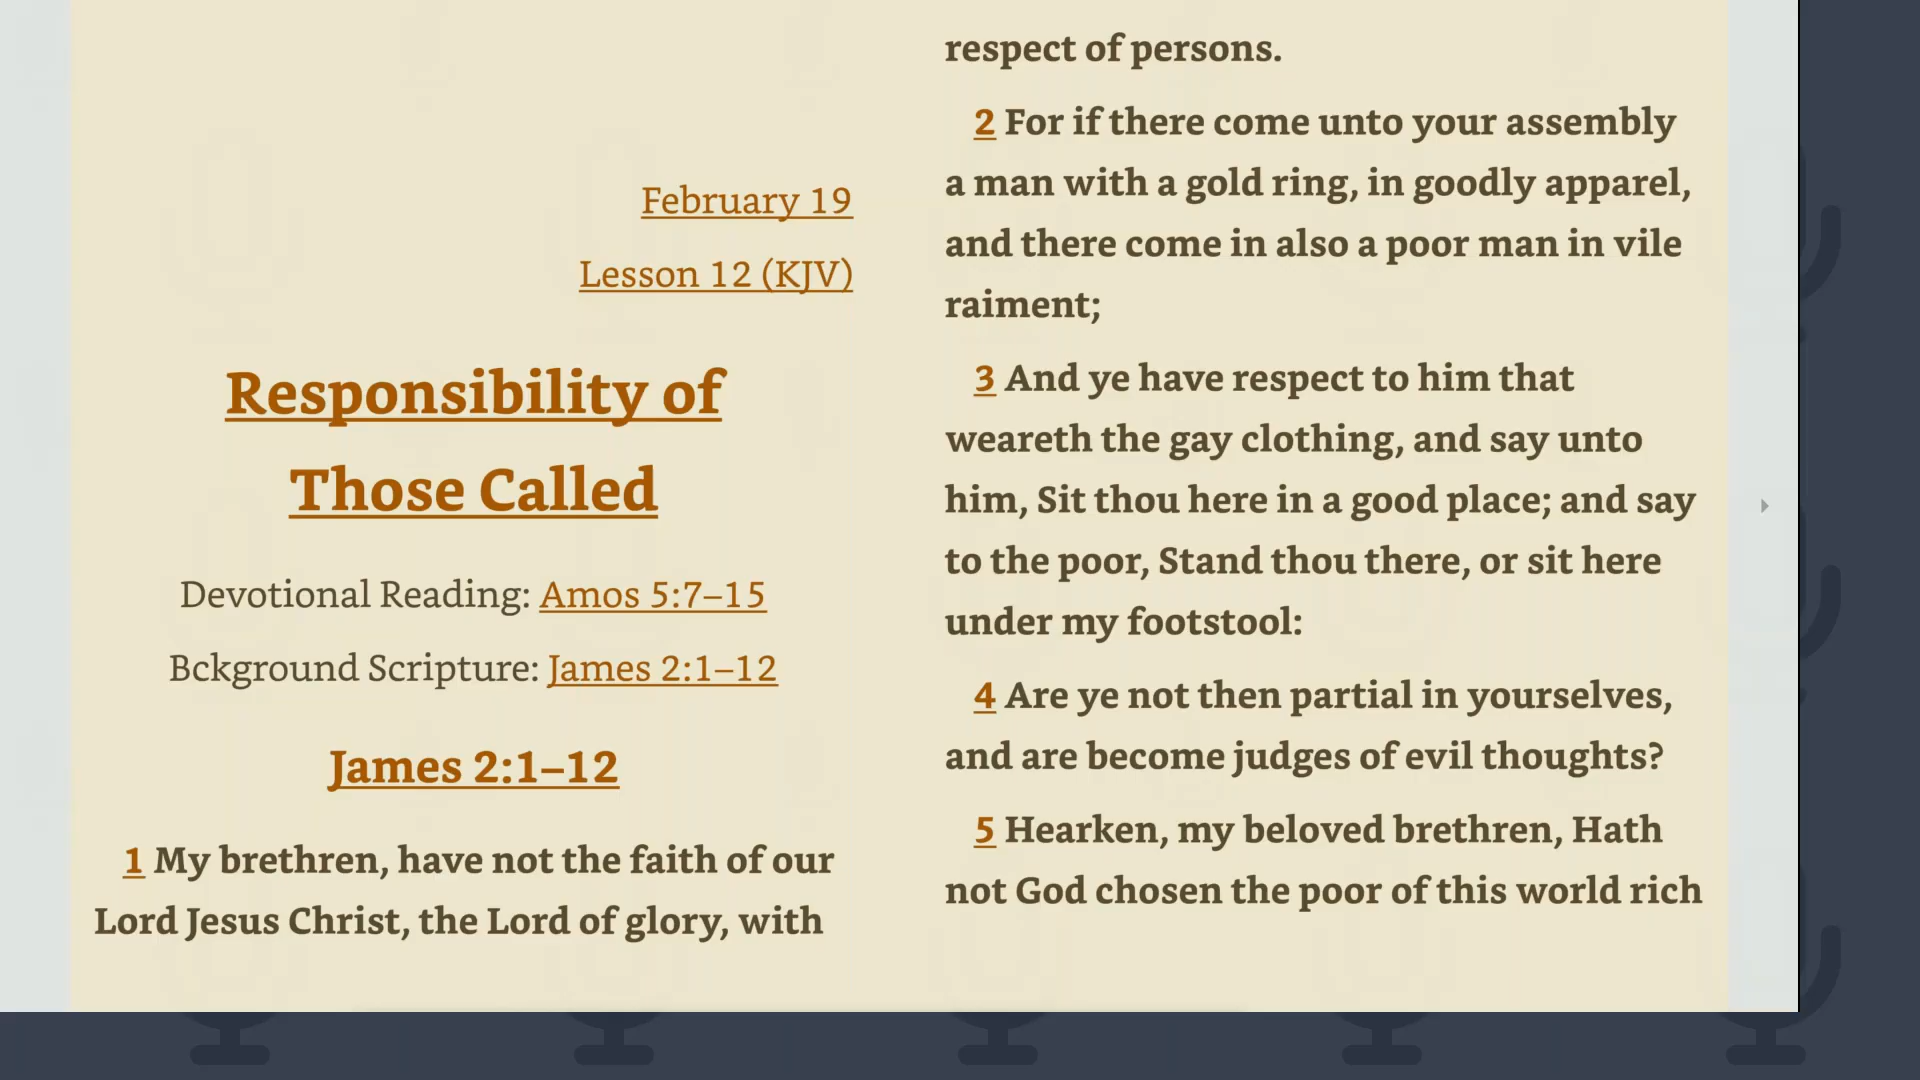 February 19
Lesson 12 (KJV)
Responsibility of
Those Called
Devotional Reading: Amos 5:7–15
Bckground Scripture: James 2:1–12
James 2:1–12
1 My brethren, have not the faith of our
Lord Jesus Christ, the Lord of glory, with
respect of persons.
2 For if there come unto your assembly
a man with a gold ring, in goodly apparel,
and there come in also a poor man in vile
raiment;
3 And ye have respect to him that
weareth the gay clothing, and say unto
him, Sit thou here in a good place; and say
to the poor, Stand thou there, or sit here
under my footstool:
4 Are ye not then partial in yourselves,
and are become judges of evil thoughts?
5 Hearken, my beloved brethren, Hath
not God chosen the poor of this world rich